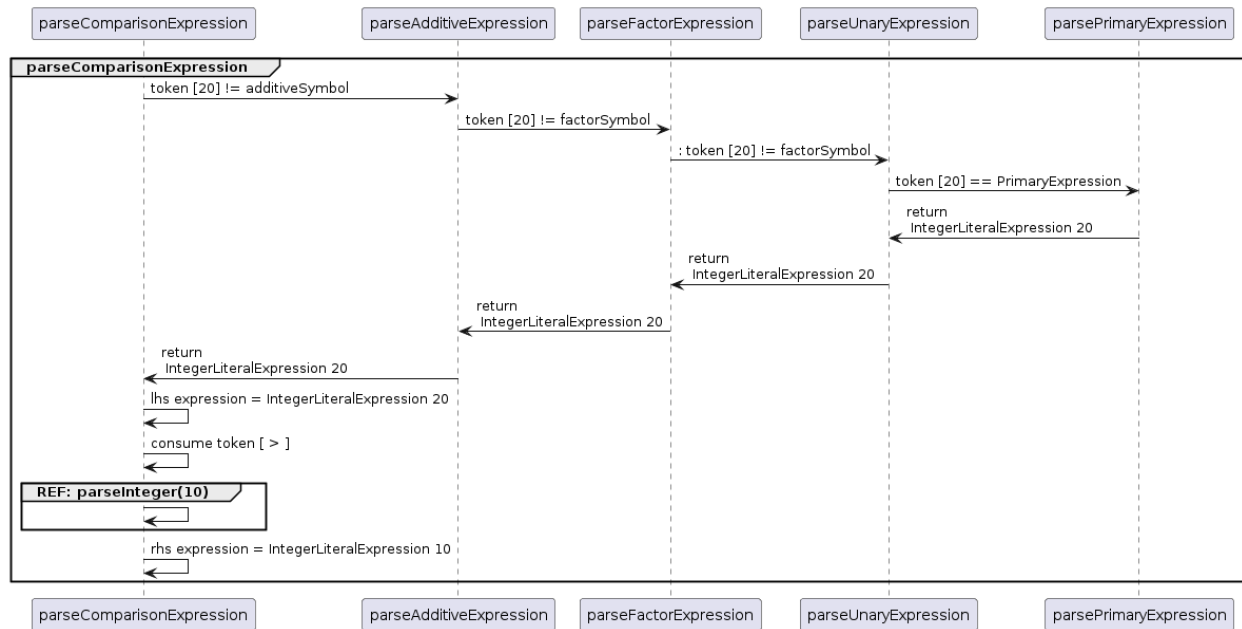 parseComparisonExpression parseAdditiveExpression parseFactorExpression parseUnaryExpression parsePrimaryExpression
parseComparisonExpression
token [20] != additiveSymbol
token [20] != factorSymbol
: token [20] != factorSymbol
token [20] == PrimaryExpression
return
IntegerLiteralExpression 20
return
IntegerLiteralExpression 20
return
IntegerLiteralExpression 20
return
IntegerLiteralExpression 20
lhs expression = IntegerLiteralExpression 20
consume token [ > ]
REF: parseInteger(10)
rhs expression = IntegerLiteralExpression 10
parseComparisonExpression parseAdditiveExpression parseFactorExpression parseUnaryExpression parsePrimaryExpression